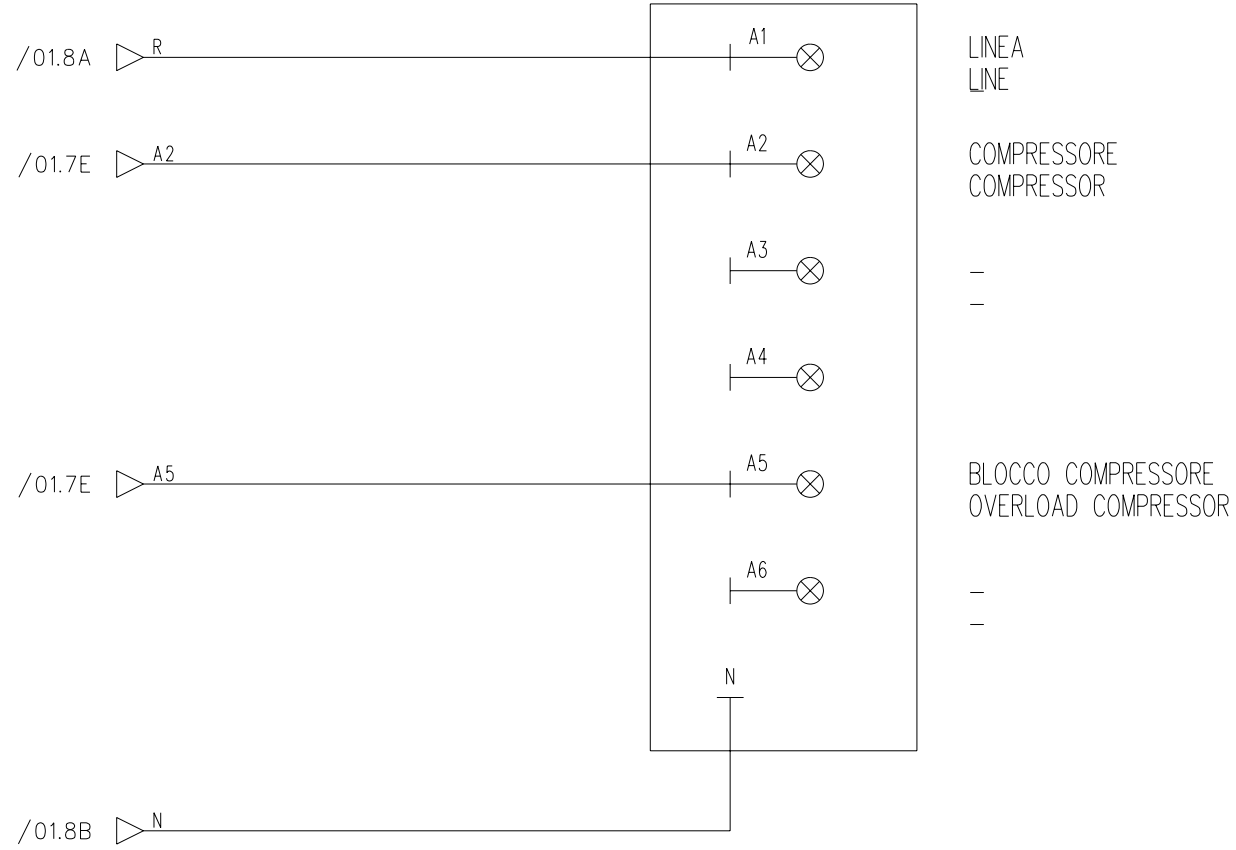 /01.8A R A1 LINEA
LINE
/01.7E A2 A2 COMPRESSORE
COMPRESSOR
A3 –
–
A4
/01.7E A5 A5 BLOCCO COMPRESSORE
OVERLOAD COMPRESSOR
A6 –
–
N
/01.8B N